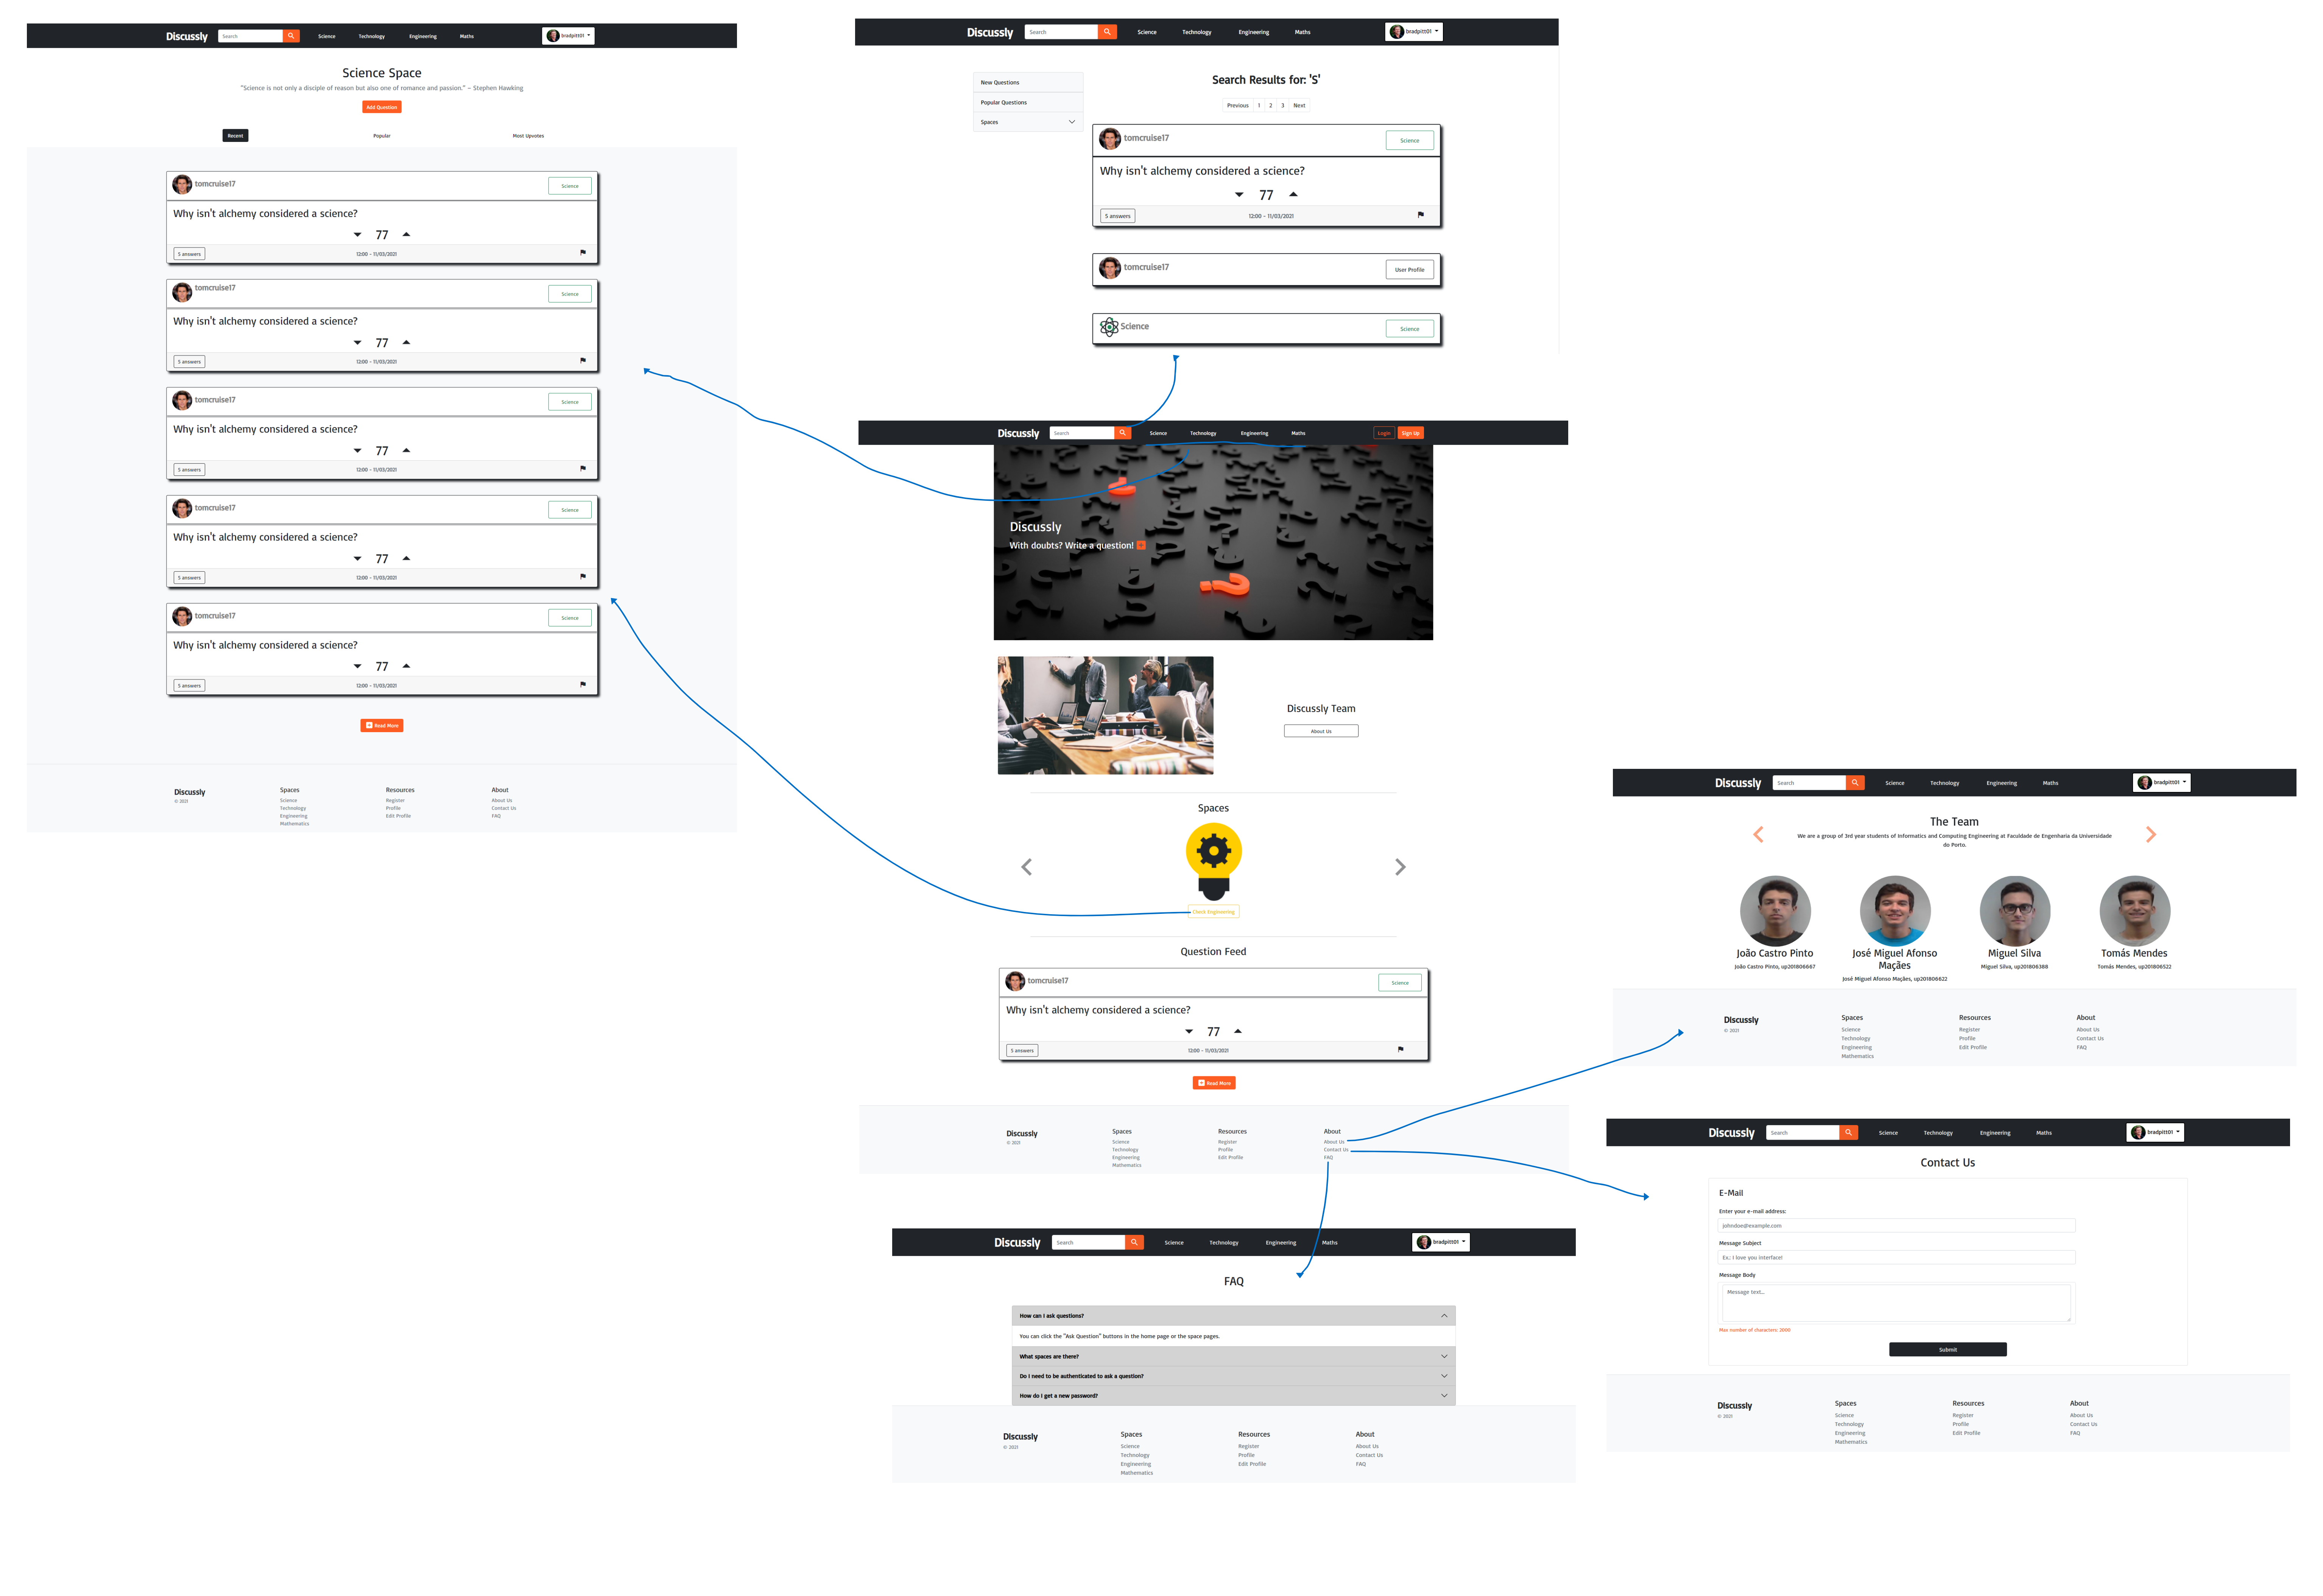 Discussly
Search
Science Technology Engineering Maths
bradpitt01
Science Space
"Science is not only a disciple of reason but also one of romance and passion." – Stephen Hawking
Add Question
Recent Popular Most Upvotes
tomcruise17 Science
Why isn't alchemy considered a science?
77
5 answers 12:00 - 11/03/2021
tomcruise17 Science
Why isn't alchemy considered a science?
77
5 answers 12:00 - 11/03/2021
tomcruise17 Science
Why isn't alchemy considered a science?
77
5 answers 12:00 - 11/03/2021
tomcruise17 Science
Why isn't alchemy considered a science?
77
5 answers 12:00 - 11/03/2021
tomcruise17 Science
Why isn't alchemy considered a science?
77
5 answers 12:00 - 11/03/2021
Read More
Discussly
© 2021
Spaces
Science
Technology
Engineering
Mathematics
Resources
Register
Profile
Edit Profile
About
About Us
Contact Us
FAQ
Discussly
Search
Science Technology Engineering Maths
bradpitt01
New Questions
Popular Questions
Spaces
Search Results for: 'S'
Previous 1 2 3 Next
tomcruise17 Science
Why isn't alchemy considered a science?
77
5 answers 12:00 - 11/03/2021
tomcruise17 User Profile
Science Science
Discussly
Search
Science Technology Engineering Maths
Login Sign Up
Discussly
With doubts? Write a question!
Discussly Team
About Us
Spaces
Check Engineering
Question Feed
tomcruise17 Science
Why isn't alchemy considered a science?
77
5 answers 12:00 - 11/03/2021
Read More
Discussly
© 2021
Spaces
Science
Technology
Engineering
Mathematics
Resources
Register
Profile
Edit Profile
About
About Us
Contact Us
FAQ
Discussly
Search
Science Technology Engineering Maths
bradpitt01
FAQ
How can I ask questions?
You can click the "Ask Question" buttons in the home page or the space pages.
What spaces are there?
Do I need to be authenticated to ask a question?
How do I get a new password?
Discussly
© 2021
Spaces
Science
Technology
Engineering
Mathematics
Resources
Register
Profile
Edit Profile
About
About Us
Contact Us
FAQ
Discussly
Search
Science Technology Engineering Maths
bradpitt01
The Team
We are a group of 3rd year students of Informatics and Computing Engineering at Faculdade de Engenharia da Universidade
do Porto.
João Castro Pinto
João Castro Pinto, up201806667
José Miguel Afonso
Maçães
José Miguel Afonso Maçães, up201806622
Miguel Silva
Miguel Silva, up201806388
Tomás Mendes
Tomás Mendes, up201806522
Discussly
© 2021
Spaces
Science
Technology
Engineering
Mathematics
Resources
Register
Profile
Edit Profile
About
About Us
Contact Us
FAQ
Discussly
Search
Science Technology Engineering Maths
bradpitt01
Contact Us
E-Mail
Enter your e-mail address:
johndoe@example.com
Message Subject
Ex.: I love you interface!
Message Body
Message text...
Max number of characters: 2000
Submit
Discussly
© 2021
Spaces
Science
Technology
Engineering
Mathematics
Resources
Register
Profile
Edit Profile
About
About Us
Contact Us
FAQ